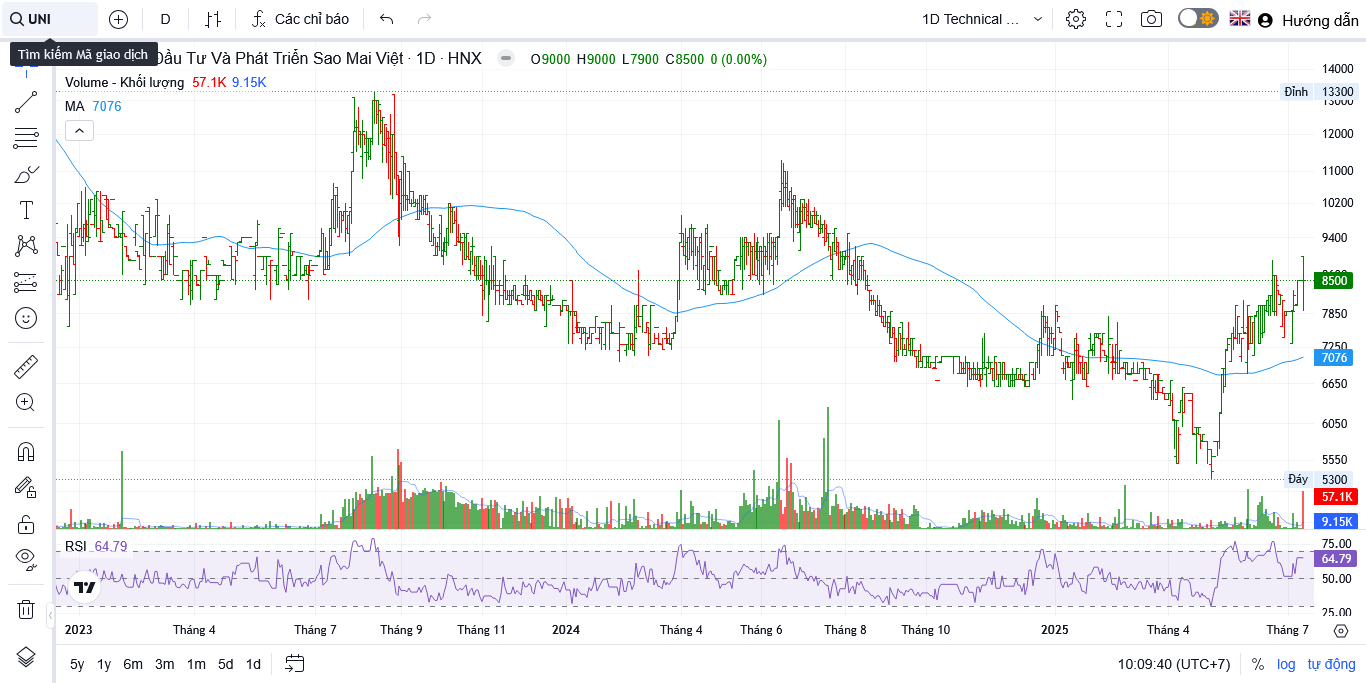 UNI D Các chỉ báo 1D Technical ... Hướng dẫn
Tìm kiếm Mã giao dịch
Đầu Tư Và Phát Triển Sao Mai Việt · 1D · HNX O9000 H9000 L7900 C8500 0 (0.00%)
Volume - Khối lượng 57.1K 9.15K
MA 7076
14000
Đỉnh 13300
13000
12000
11000
10200
9400
8500
7850
7250
7076
6650
6050
5550
Đáy 5300
57.1K
9.15K
RSI 64.79
75.00
64.79
50.00
25.00
2023 Tháng 4 Tháng 7 Tháng 9 Tháng 11 2024 Tháng 4 Tháng 6 Tháng 8 Tháng 10 2025 Tháng 4 Tháng 7
5y 1y 6m 3m 1m 5d 1d 10:09:40 (UTC+7) % log tự động